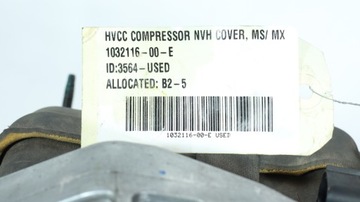 HVCC COMPRESSOR NVH COVER, MS/ MX
1032116-00-E
ID:3564-USED
ALLOCATED: B2-5
1032116-00-E USED